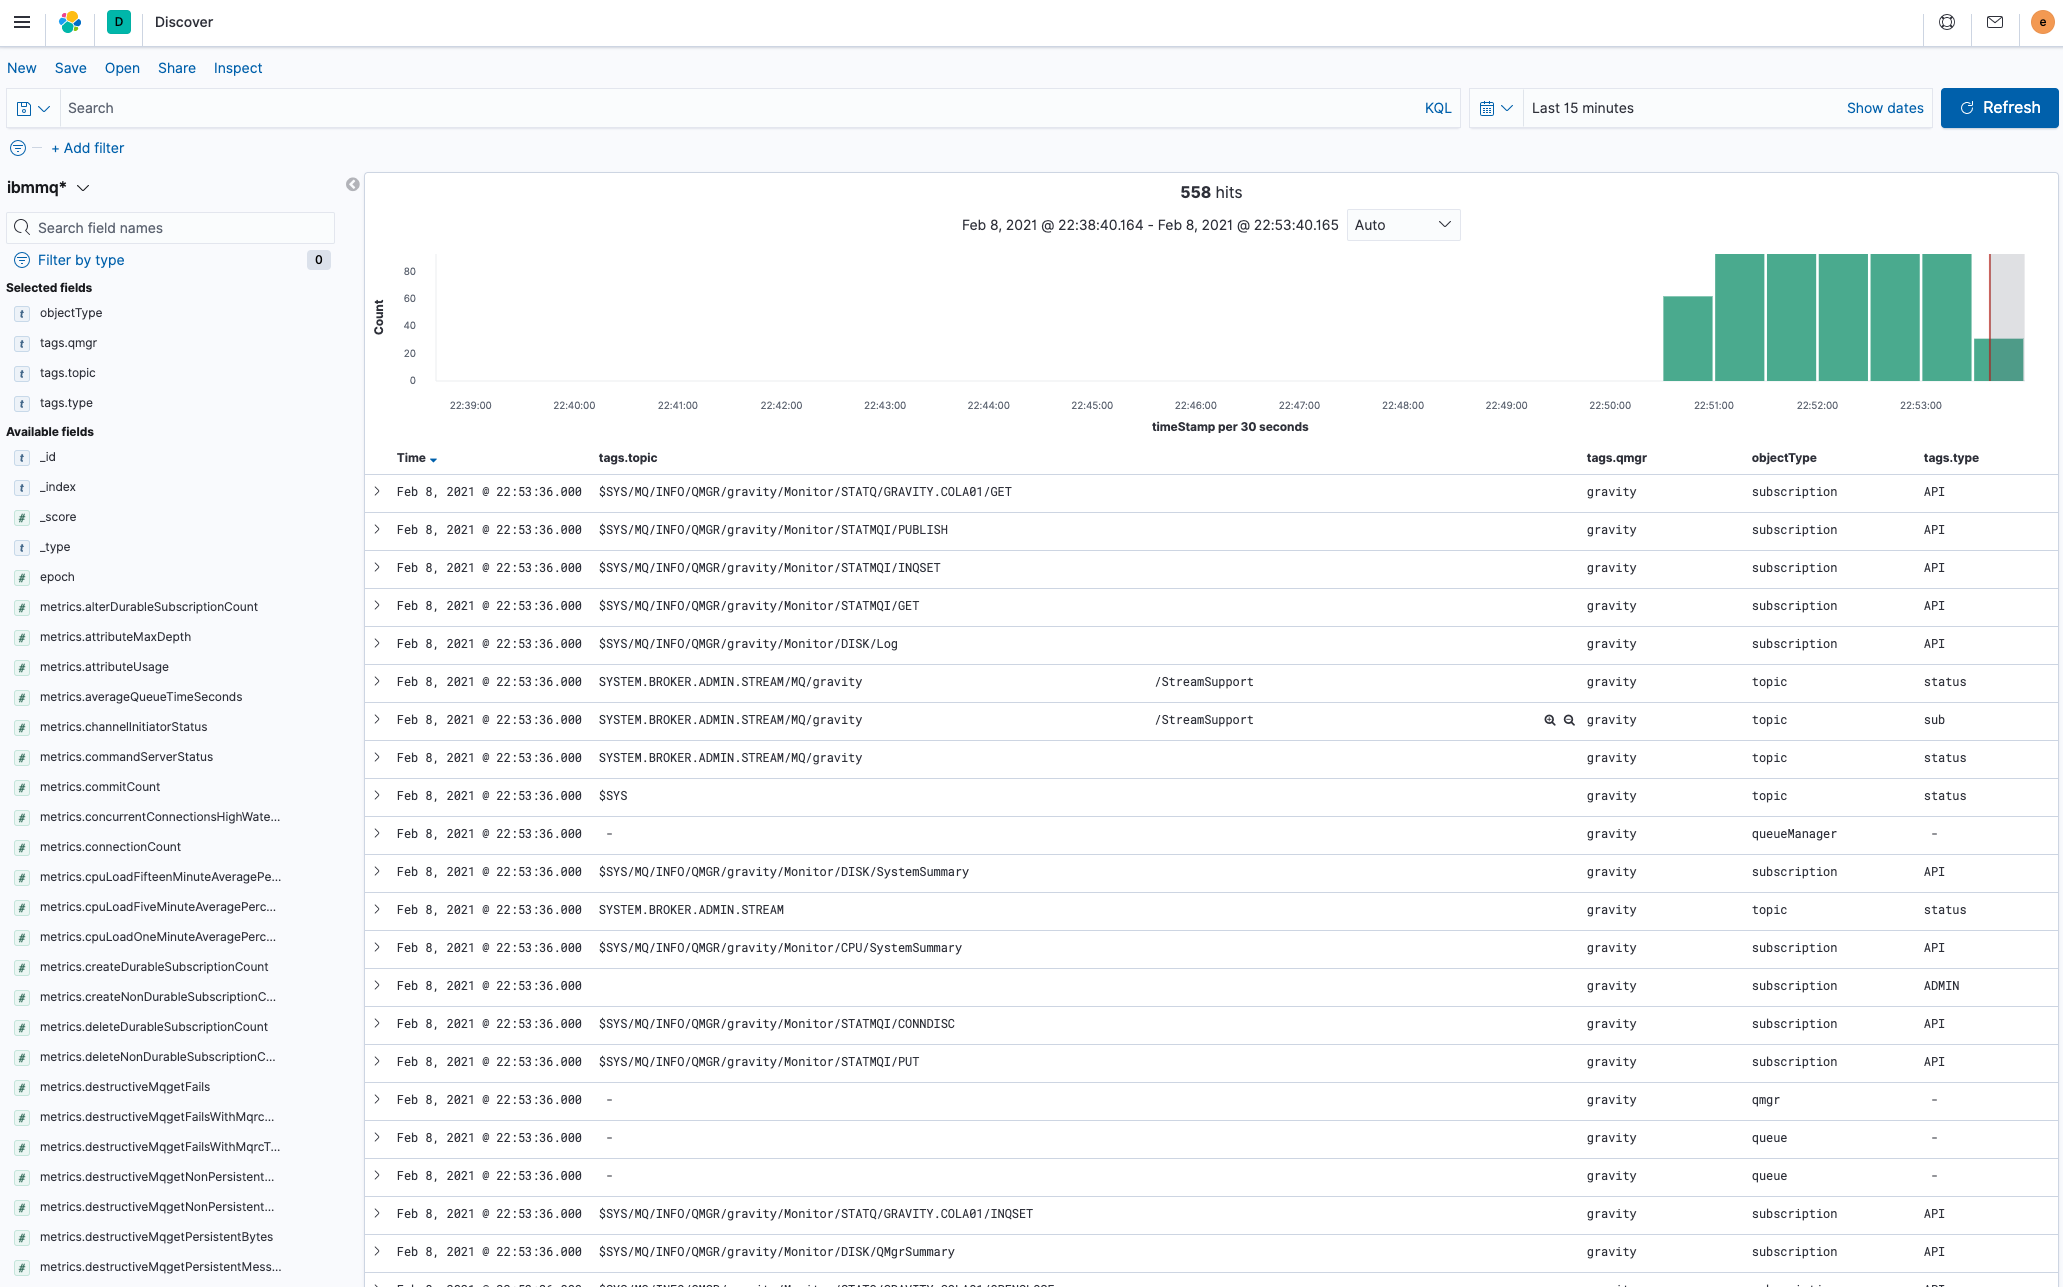 D Discover e
New Save Open Share Inspect
Search KQL Last 15 minutes Show dates Refresh
+ Add filter
ibmmq*
Search field names
Filter by type 0
Selected fields
t objectType
t tags.qmgr
t tags.topic
t tags.type
Available fields
t _id
t _index
# _score
t _type
# epoch
# metrics.alterDurableSubscriptionCount
# metrics.attributeMaxDepth
# metrics.attributeUsage
# metrics.averageQueueTimeSeconds
# metrics.channelInitiatorStatus
# metrics.commandServerStatus
# metrics.commitCount
# metrics.concurrentConnectionsHighWate...
# metrics.connectionCount
# metrics.cpuLoadFifteenMinuteAveragePe...
# metrics.cpuLoadFiveMinuteAveragePerc...
# metrics.cpuLoadOneMinuteAveragePerc...
# metrics.createDurableSubscriptionCount
# metrics.createNonDurableSubscriptionC...
# metrics.deleteDurableSubscriptionCount
# metrics.deleteNonDurableSubscriptionC...
# metrics.destructiveMqgetFails
# metrics.destructiveMqgetFailsWithMqrc...
# metrics.destructiveMqgetFailsWithMqrcT...
# metrics.destructiveMqgetNonPersistent...
# metrics.destructiveMqgetNonPersistent...
# metrics.destructiveMqgetPersistentBytes
# metrics.destructiveMqgetPersistentMess...
558 hits
Feb 8, 2021 @ 22:38:40.164 - Feb 8, 2021 @ 22:53:40.165 Auto
Count
80
60
40
20
0
22:39:00 22:40:00 22:41:00 22:42:00 22:43:00 22:44:00 22:45:00 22:46:00 22:47:00 22:48:00 22:49:00 22:50:00 22:51:00 22:52:00 22:53:00
timeStamp per 30 seconds
Time tags.topic tags.qmgr objectType tags.type
Feb 8, 2021 @ 22:53:36.000 $SYS/MQ/INFO/QMGR/gravity/Monitor/STATQ/GRAVITY.COLA01/GET gravity subscription API
Feb 8, 2021 @ 22:53:36.000 $SYS/MQ/INFO/QMGR/gravity/Monitor/STATMQI/PUBLISH gravity subscription API
Feb 8, 2021 @ 22:53:36.000 $SYS/MQ/INFO/QMGR/gravity/Monitor/STATMQI/INQSET gravity subscription API
Feb 8, 2021 @ 22:53:36.000 $SYS/MQ/INFO/QMGR/gravity/Monitor/STATMQI/GET gravity subscription API
Feb 8, 2021 @ 22:53:36.000 $SYS/MQ/INFO/QMGR/gravity/Monitor/DISK/Log gravity subscription API
Feb 8, 2021 @ 22:53:36.000 SYSTEM.BROKER.ADMIN.STREAM/MQ/gravity /StreamSupport gravity topic status
Feb 8, 2021 @ 22:53:36.000 SYSTEM.BROKER.ADMIN.STREAM/MQ/gravity /StreamSupport gravity topic sub
Feb 8, 2021 @ 22:53:36.000 SYSTEM.BROKER.ADMIN.STREAM/MQ/gravity gravity topic status
Feb 8, 2021 @ 22:53:36.000 $SYS gravity topic status
Feb 8, 2021 @ 22:53:36.000 - gravity queueManager -
Feb 8, 2021 @ 22:53:36.000 $SYS/MQ/INFO/QMGR/gravity/Monitor/DISK/SystemSummary gravity subscription API
Feb 8, 2021 @ 22:53:36.000 SYSTEM.BROKER.ADMIN.STREAM gravity topic status
Feb 8, 2021 @ 22:53:36.000 $SYS/MQ/INFO/QMGR/gravity/Monitor/CPU/SystemSummary gravity subscription API
Feb 8, 2021 @ 22:53:36.000 gravity subscription ADMIN
Feb 8, 2021 @ 22:53:36.000 $SYS/MQ/INFO/QMGR/gravity/Monitor/STATMQI/CONNDISC gravity subscription API
Feb 8, 2021 @ 22:53:36.000 $SYS/MQ/INFO/QMGR/gravity/Monitor/STATMQI/PUT gravity subscription API
Feb 8, 2021 @ 22:53:36.000 - gravity qmgr -
Feb 8, 2021 @ 22:53:36.000 - gravity queue -
Feb 8, 2021 @ 22:53:36.000 - gravity queue -
Feb 8, 2021 @ 22:53:36.000 $SYS/MQ/INFO/QMGR/gravity/Monitor/STATQ/GRAVITY.COLA01/INQSET gravity subscription API
Feb 8, 2021 @ 22:53:36.000 $SYS/MQ/INFO/QMGR/gravity/Monitor/DISK/QMgrSummary gravity subscription API